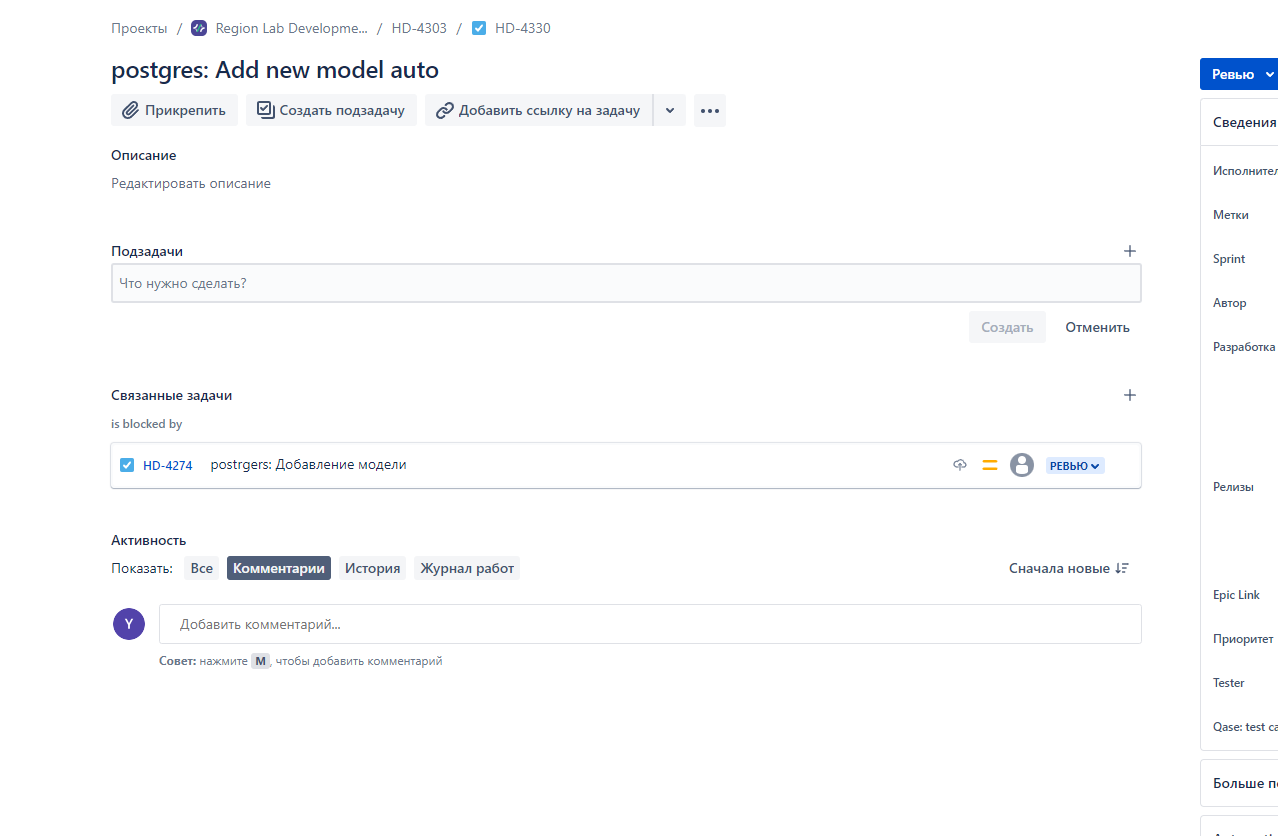 Проекты / Region Lab Developme... / HD-4303 / HD-4330
postgres: Add new model auto
Ревью
Прикрепить Создать подзадачу Добавить ссылку на задачу
Сведения
Описание
Исполнител
Редактировать описание
Метки
Подзадачи
Sprint
Что нужно сделать?
Автор
Создать Отменить
Разработка
Связанные задачи
is blocked by
HD-4274 postrgers: Добавление модели РЕВЬЮ
Релизы
Активность
Показать: Все Комментарии История Журнал работ Сначала новые
Epic Link
Y Добавить комментарий...
Приоритет
Совет: нажмите M, чтобы добавить комментарий
Tester
Qase: test ca
Больше п